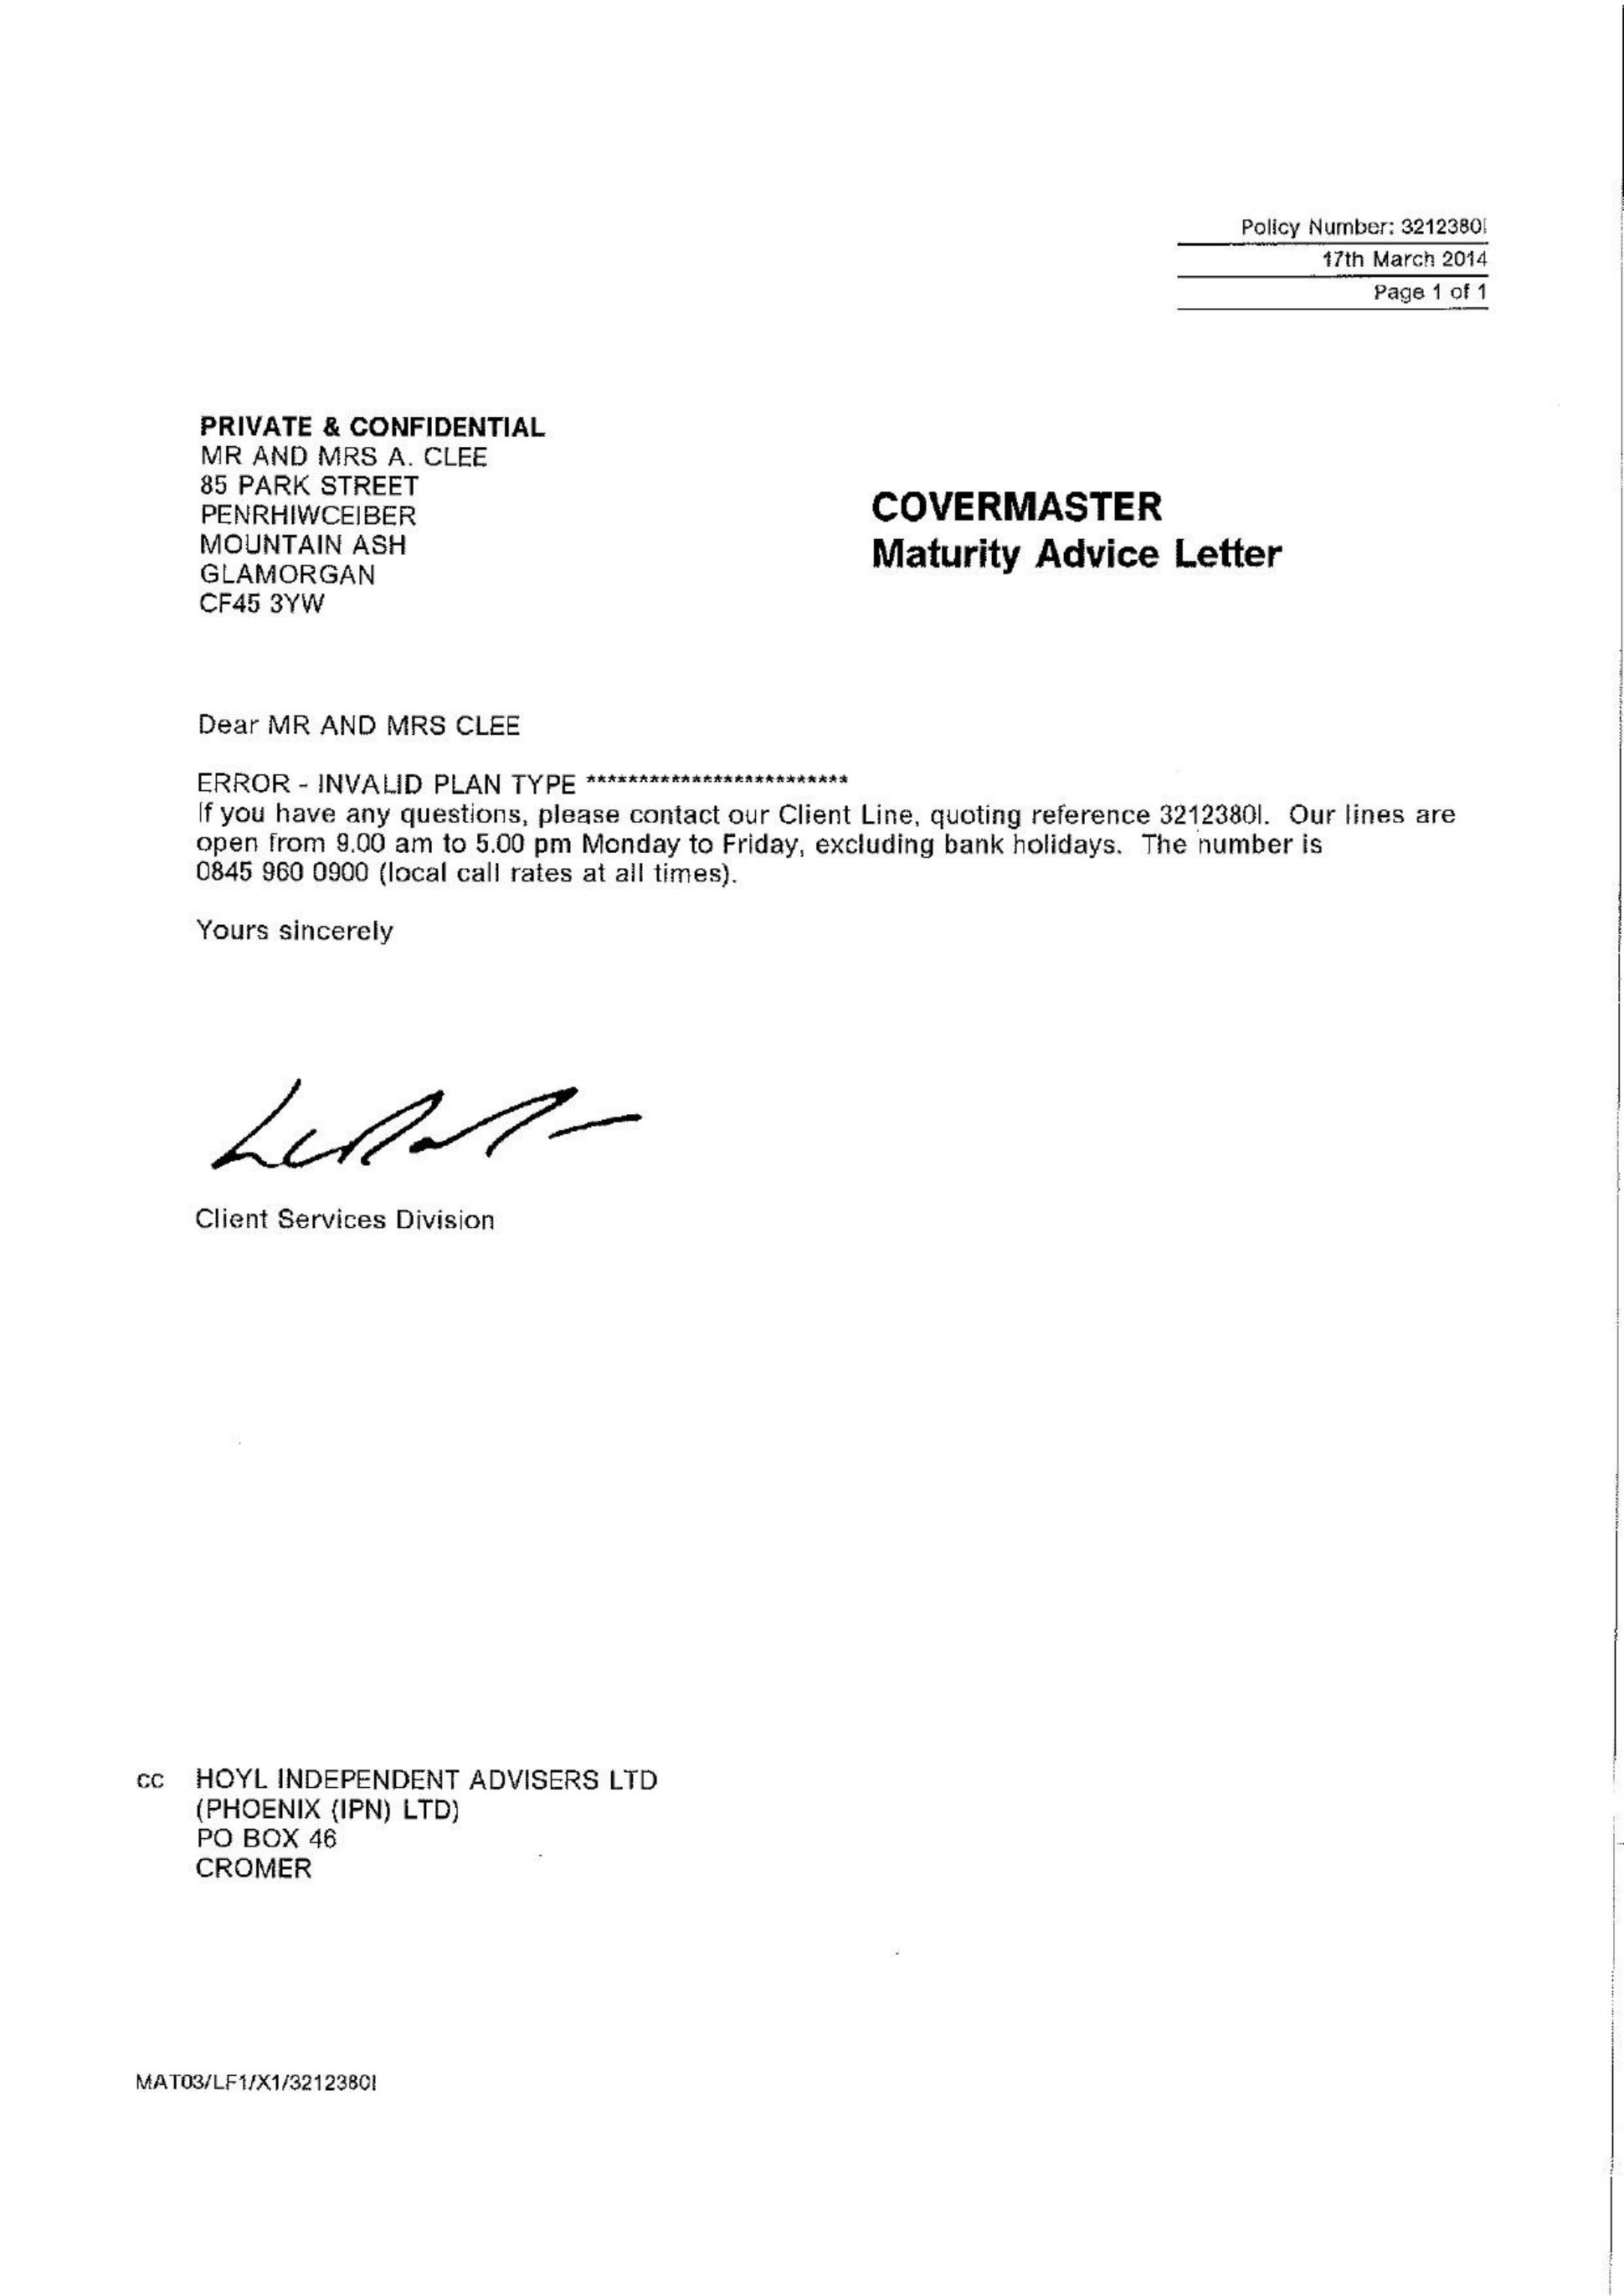 Policy Number: 3212380I
17th March 2014
Page 1 of 1
PRIVATE & CONFIDENTIAL
MR AND MRS A. CLEE
85 PARK STREET
PENRHIWCEIBER
MOUNTAIN ASH
GLAMORGAN
CF45 3YW
COVERMASTER
Maturity Advice Letter
Dear MR AND MRS CLEE
ERROR - INVALID PLAN TYPE *************************
If you have any questions, please contact our Client Line, quoting reference 3212380I. Our lines are
open from 9.00 am to 5.00 pm Monday to Friday, excluding bank holidays. The number is
0845 960 0900 (local call rates at all times).
Yours sincerely
Client Services Division
cc HOYL INDEPENDENT ADVISERS LTD
(PHOENIX (IPN) LTD)
PO BOX 46
CROMER
MAT03/LF1/X1/3212380I